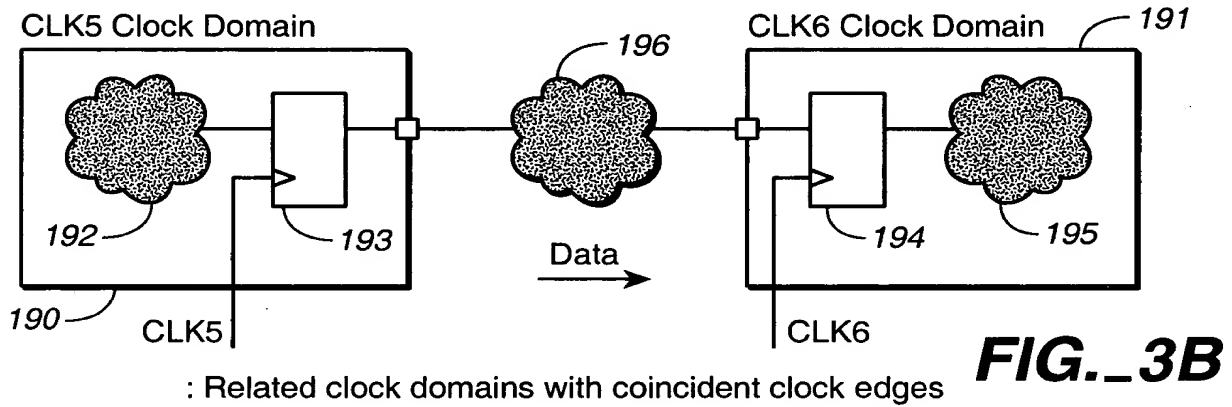 CLK5 Clock Domain
CLK6 Clock Domain
191
196
192
193
194
195
Data
190
CLK5
CLK6
FIG._3B
: Related clock domains with coincident clock edges